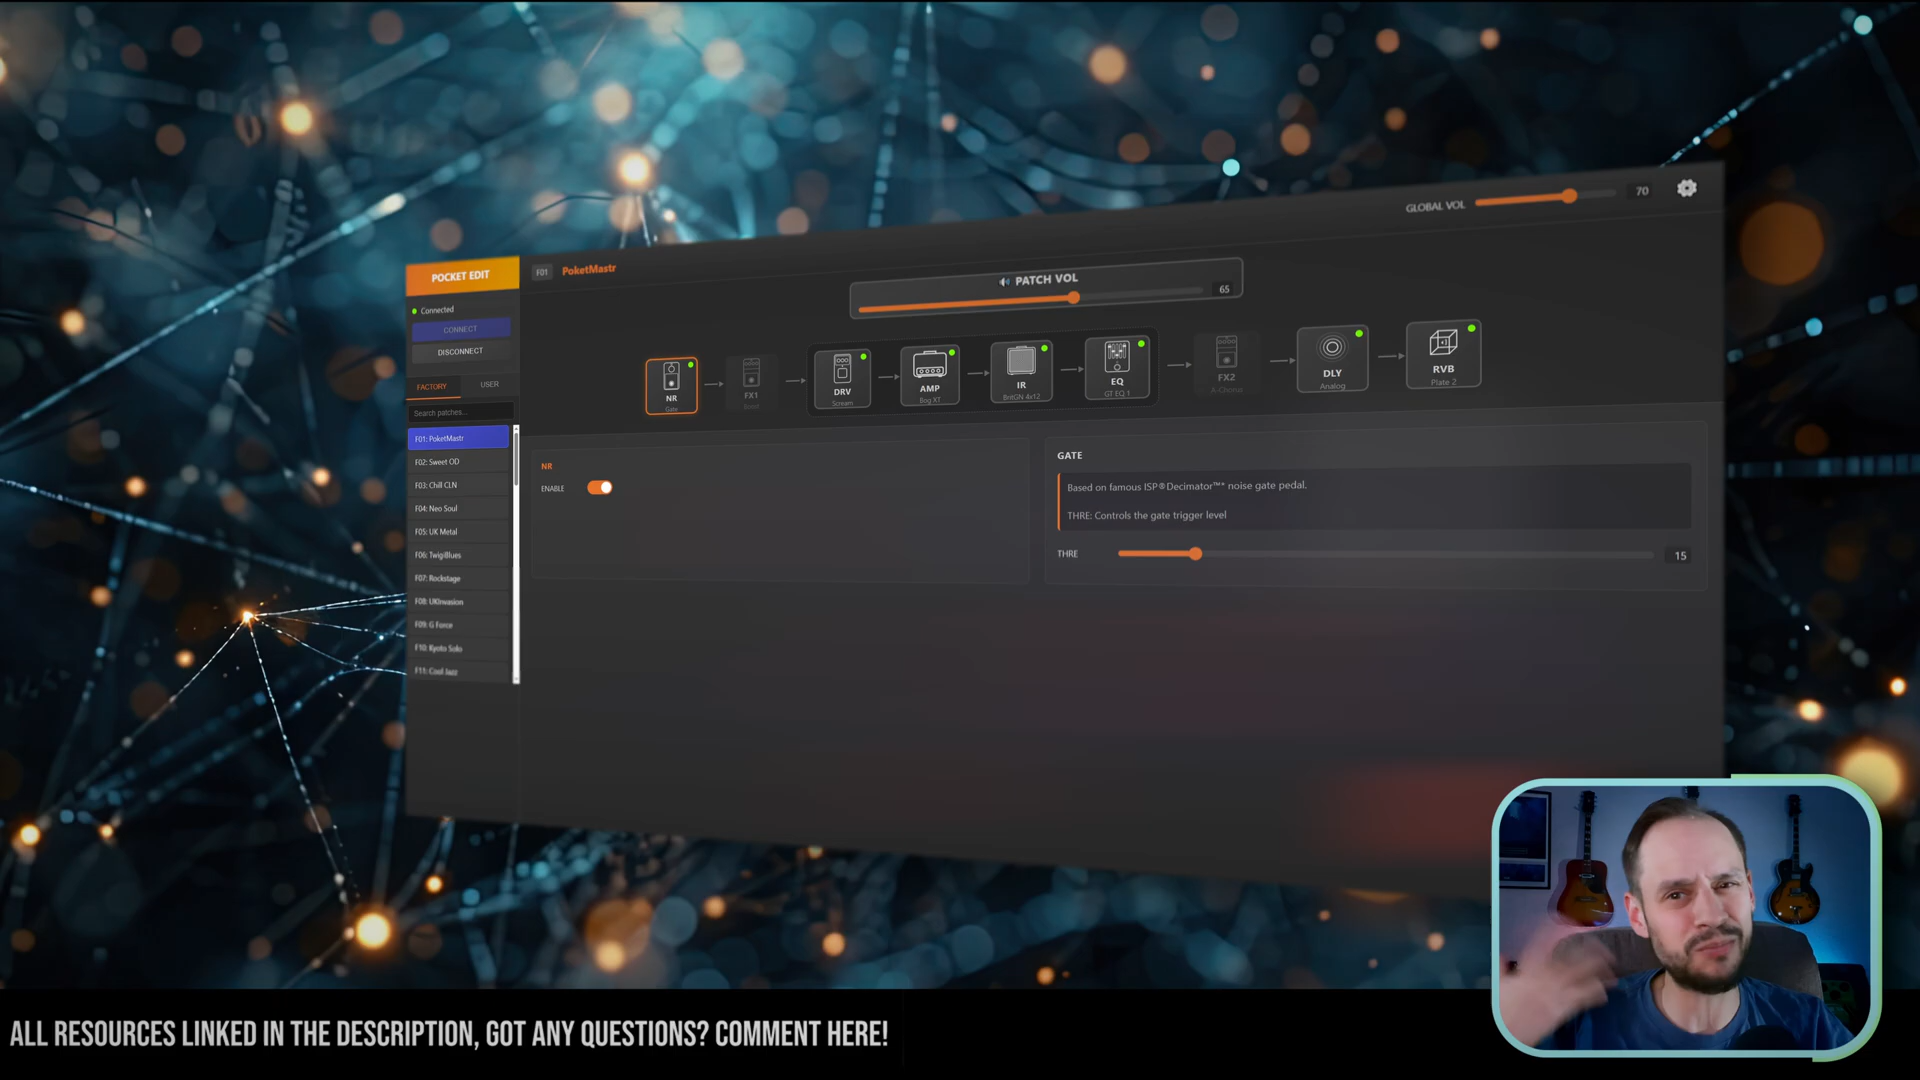 GLOBAL VOL 70
POCKET EDIT
F01 PoketMastr
PATCH VOL
65
Connected
CONNECT
DISCONNECT
FACTORY USER
Search patches...
F01: PoketMastr
F02: Sweet OD
F03: Chill CLN
F04: Neo Soul
F05: UK Metal
F06: TwigiBlues
F07: Rockstage
F08: UKInvasion
F09: G Force
F10: Kyoto Solo
F11: Cool Jazz
NR
Gate
FX1
Boost
DRV
Scream
AMP
Bog XT
IR
BritGN 4x12
EQ
GT EQ 1
FX2
A-Chorus
DLY
Analog
RVB
Plate 2
NR
ENABLE
GATE
Based on famous ISP®Decimator™* noise gate pedal.
THRE: Controls the gate trigger level
THRE 15
ALL RESOURCES LINKED IN THE DESCRIPTION, GOT ANY QUESTIONS? COMMENT HERE!